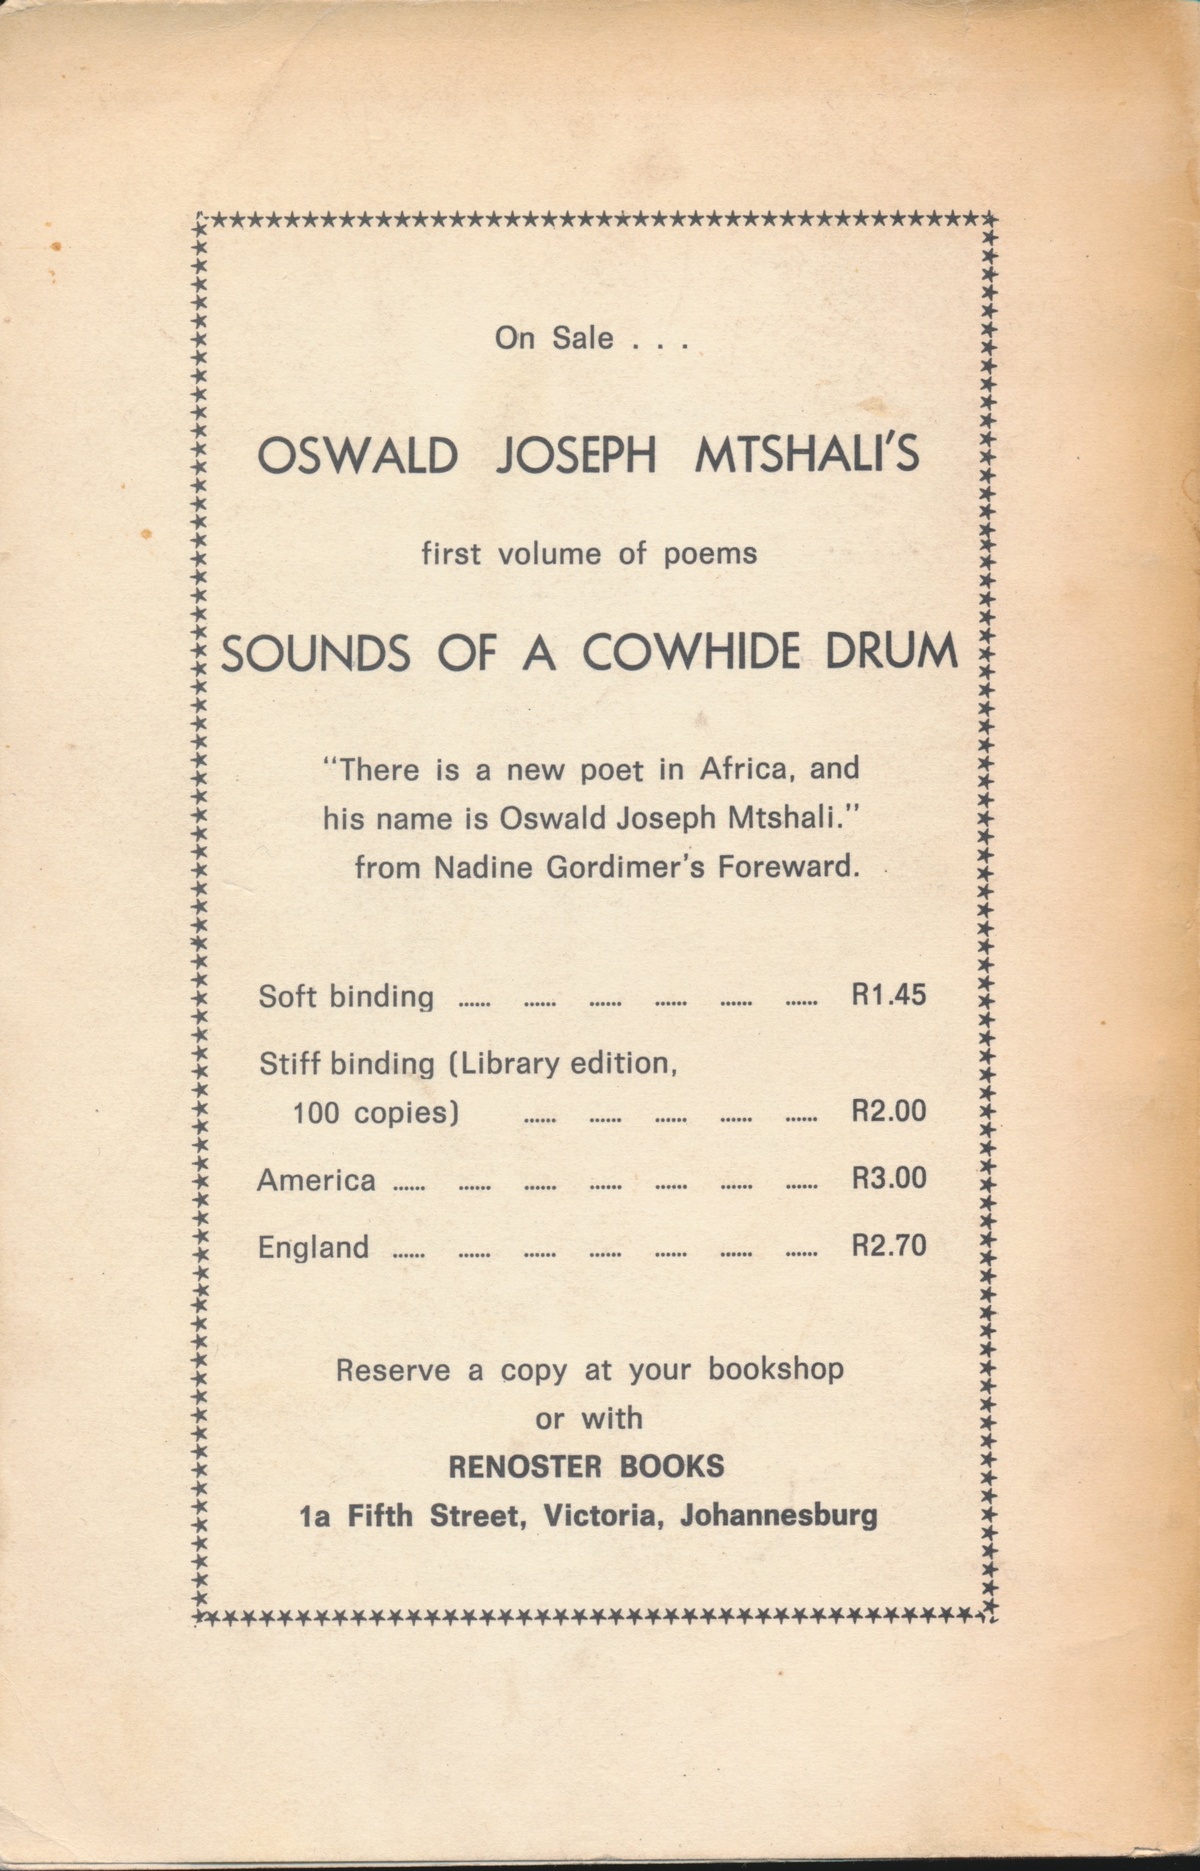 On Sale . . .
OSWALD JOSEPH MTSHALI'S
first volume of poems
SOUNDS OF A COWHIDE DRUM
“There is a new poet in Africa, and
his name is Oswald Joseph Mtshali.”
from Nadine Gordimer's Foreward.
Soft binding ...... ...... ...... ...... ...... ...... R1.45
Stiff binding (Library edition,
100 copies) ...... ...... ...... ...... ...... R2.00
America ...... ...... ...... ...... ...... ...... ...... R3.00
England ...... ...... ...... ...... ...... ...... ...... R2.70
Reserve a copy at your bookshop
or with
RENOSTER BOOKS
1a Fifth Street, Victoria, Johannesburg